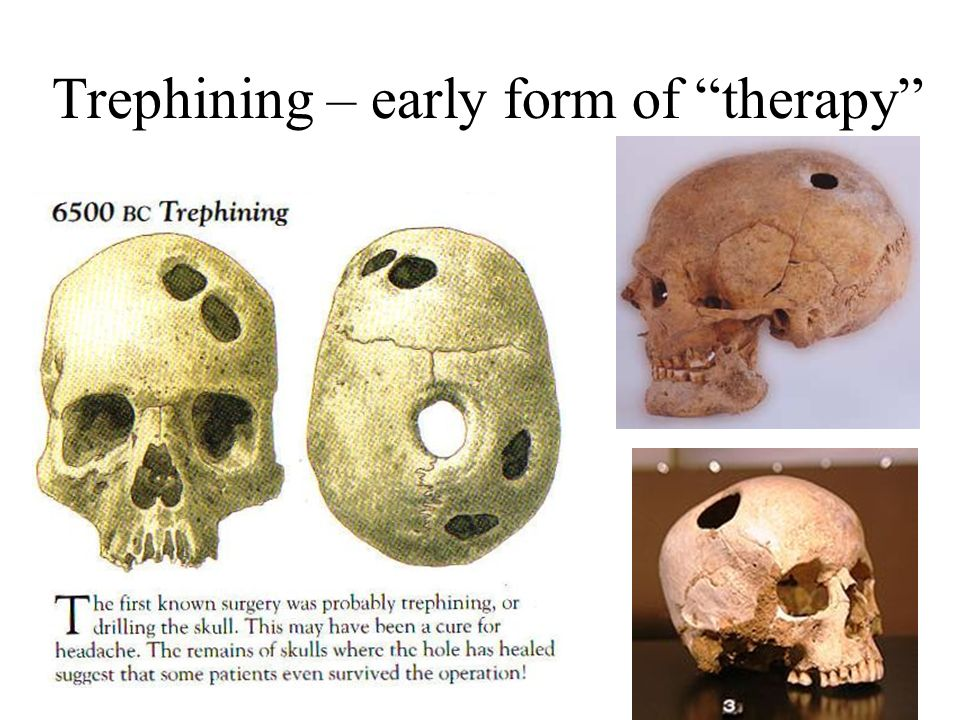 Trephining – early form of “therapy”
6500 BC Trephining
The first known surgery was probably trephining, or
drilling the skull. This may have been a cure for
headache. The remains of skulls where the hole has healed
suggest that some patients even survived the operation!
3